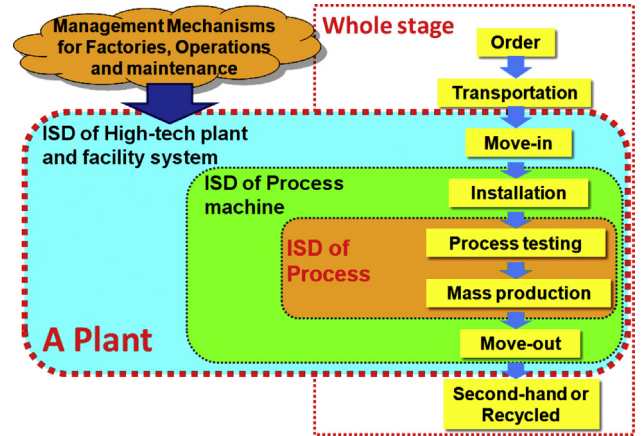 Management Mechanisms
for Factories, Operations
and maintenance
Whole stage
Order
Transportation
ISD of High-tech plant
and facility system
Move-in
ISD of Process
machine
Installation
ISD of
Process
Process testing
Mass production
A Plant
Move-out
Second-hand or
Recycled